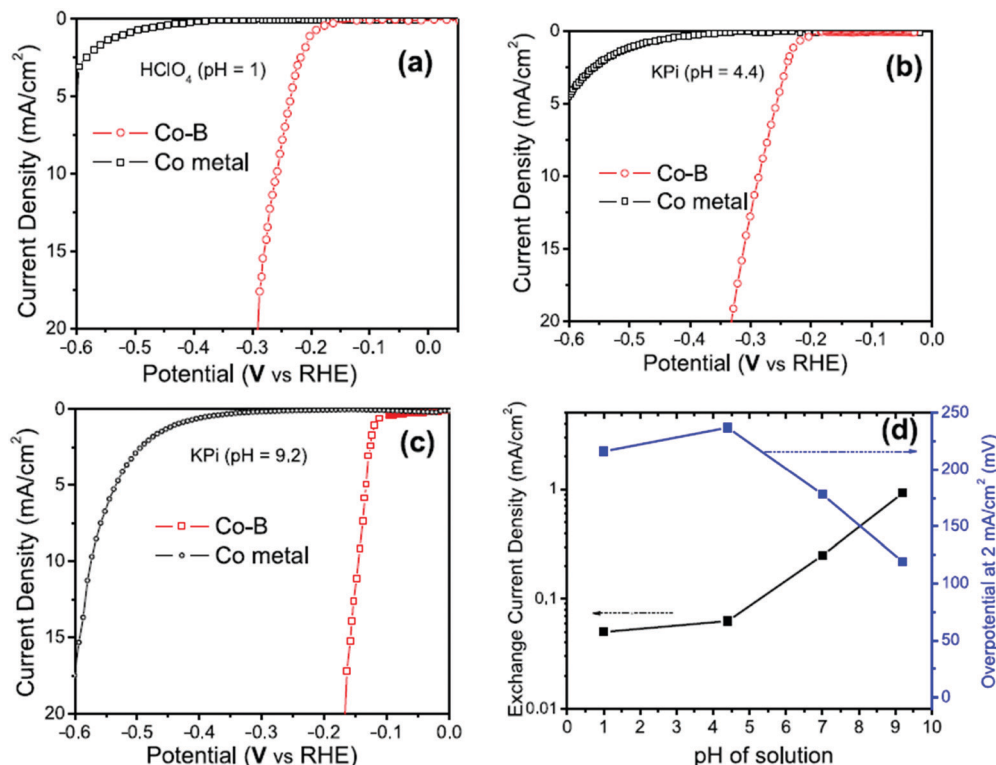 0
5
10
15
20
Current Density (mA/cm²)
(a)
HClO₄ (pH = 1)
Co-B
Co metal
-0.6 -0.5 -0.4 -0.3 -0.2 -0.1 0.0
Potential (V vs RHE)
0
5
10
15
20
Current Density (mA/cm²)
(b)
KPi (pH = 4.4)
Co-B
Co metal
-0.6 -0.5 -0.4 -0.3 -0.2 -0.1 0.0
Potential (V vs RHE)
0
5
10
15
20
Current Density (mA/cm²)
(c)
KPi (pH = 9.2)
Co-B
Co metal
-0.6 -0.5 -0.4 -0.3 -0.2 -0.1 0.0
Potential (V vs RHE)
(d)
1
0.1
0.01
Exchange Current Density (mA/cm²)
250
200
150
100
50
0
Overpotential at 2 mA/cm² (mV)
0 1 2 3 4 5 6 7 8 9 10
pH of solution